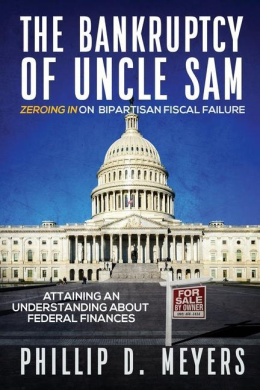 THE BANKRUPTCY
OF UNCLE SAM
ZEROING IN ON BIPARTISAN FISCAL FAILURE
FOR
SALE
BY OWNER
ATTAINING AN
UNDERSTANDING ABOUT
FEDERAL FINANCES
PHILLIP D. MEYERS